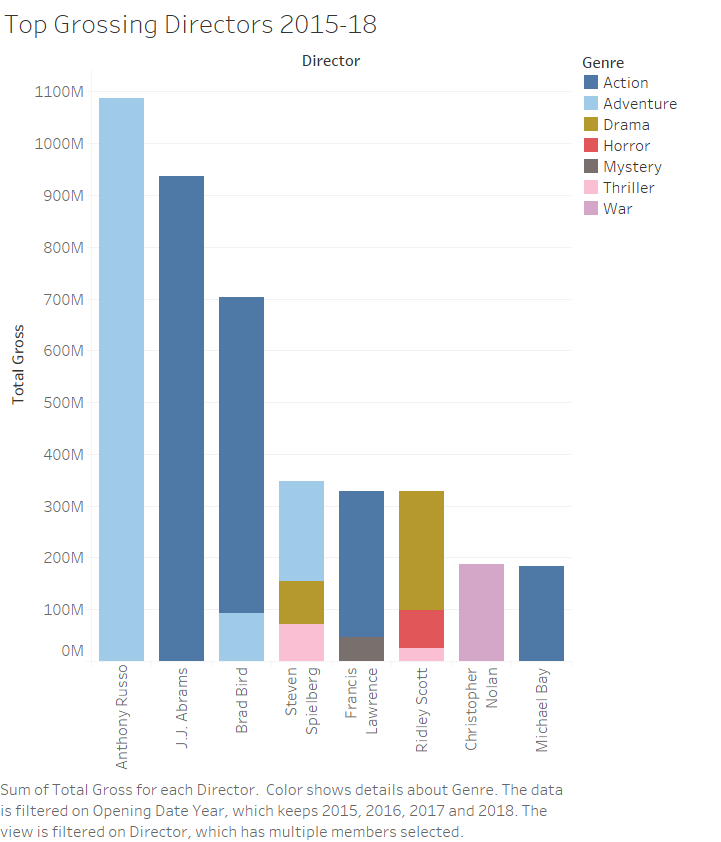 Top Grossing Directors 2015-18
Director
Genre
Action
Adventure
Drama
Horror
Mystery
Thriller
War
Total Gross
1100M
1000M
900M
800M
700M
600M
500M
400M
300M
200M
100M
0M
Anthony Russo
J.J. Abrams
Brad Bird
Steven
Spielberg
Francis
Lawrence
Ridley Scott
Christopher
Nolan
Michael Bay
Sum of Total Gross for each Director.  Color shows details about Genre. The data
is filtered on Opening Date Year, which keeps 2015, 2016, 2017 and 2018. The
view is filtered on Director, which has multiple members selected.